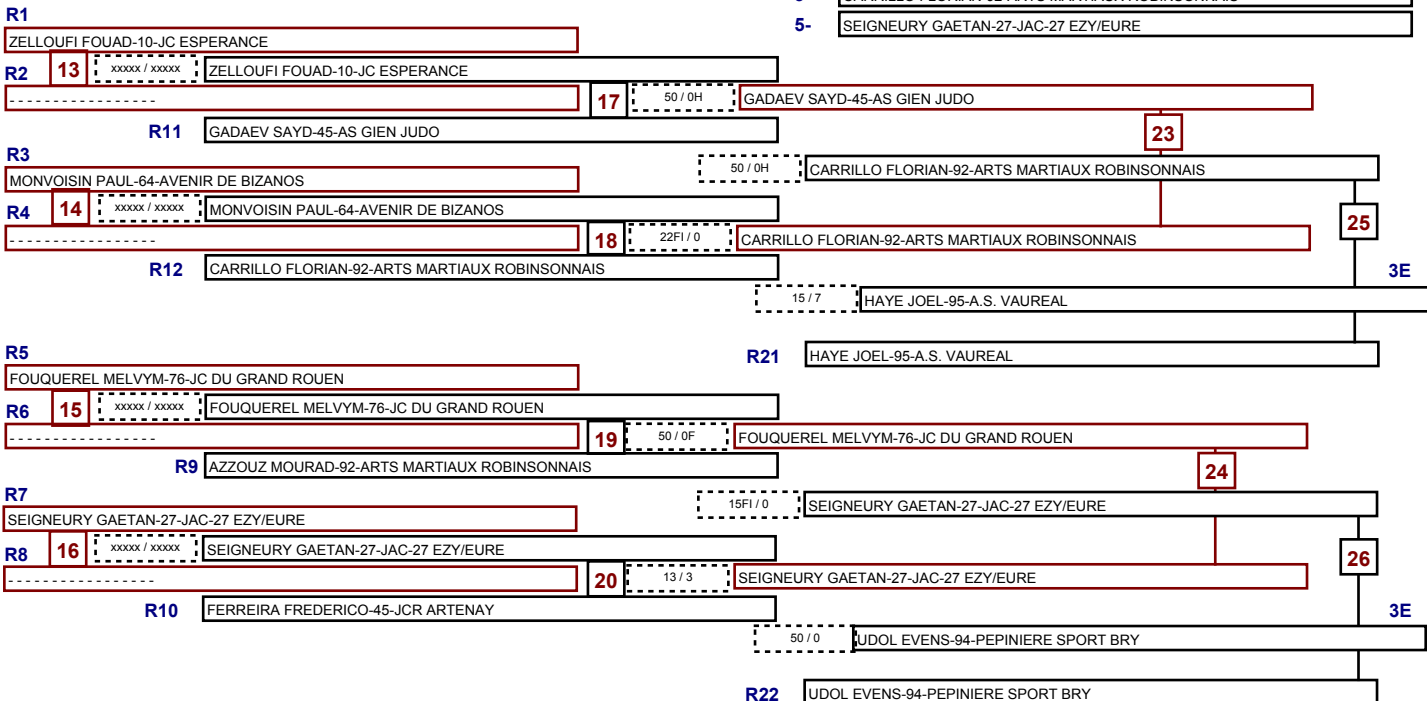 5- SEIGNEURY GAETAN-27-JAC-27 EZY/EURE
R1
ZELLOUFI FOUAD-10-JC ESPERANCE
R2 13 xxxxx / xxxxx ZELLOUFI FOUAD-10-JC ESPERANCE
- - - - - - - - - - - - - - - - - 17 50 / 0H GADAEV SAYD-45-AS GIEN JUDO
R11 GADAEV SAYD-45-AS GIEN JUDO 23
R3 50 / 0H CARRILLO FLORIAN-92-ARTS MARTIAUX ROBINSONNAIS
MONVOISIN PAUL-64-AVENIR DE BIZANOS
R4 14 xxxxx / xxxxx MONVOISIN PAUL-64-AVENIR DE BIZANOS 25
- - - - - - - - - - - - - - - - - 18 22FI / 0 CARRILLO FLORIAN-92-ARTS MARTIAUX ROBINSONNAIS
R12 CARRILLO FLORIAN-92-ARTS MARTIAUX ROBINSONNAIS 3E
15 / 7 HAYE JOEL-95-A.S. VAUREAL
R21 HAYE JOEL-95-A.S. VAUREAL
R5
FOUQUEREL MELVYM-76-JC DU GRAND ROUEN
R6 15 xxxxx / xxxxx FOUQUEREL MELVYM-76-JC DU GRAND ROUEN
- - - - - - - - - - - - - - - - - 19 50 / 0F FOUQUEREL MELVYM-76-JC DU GRAND ROUEN
R9 AZZOUZ MOURAD-92-ARTS MARTIAUX ROBINSONNAIS 24
R7 15FI / 0 SEIGNEURY GAETAN-27-JAC-27 EZY/EURE
SEIGNEURY GAETAN-27-JAC-27 EZY/EURE
R8 16 xxxxx / xxxxx SEIGNEURY GAETAN-27-JAC-27 EZY/EURE 26
- - - - - - - - - - - - - - - - - 20 13 / 3 SEIGNEURY GAETAN-27-JAC-27 EZY/EURE
R10 FERREIRA FREDERICO-45-JCR ARTENAY 3E
50 / 0 UDOL EVENS-94-PEPINIERE SPORT BRY
R22 UDOL EVENS-94-PEPINIERE SPORT BRY